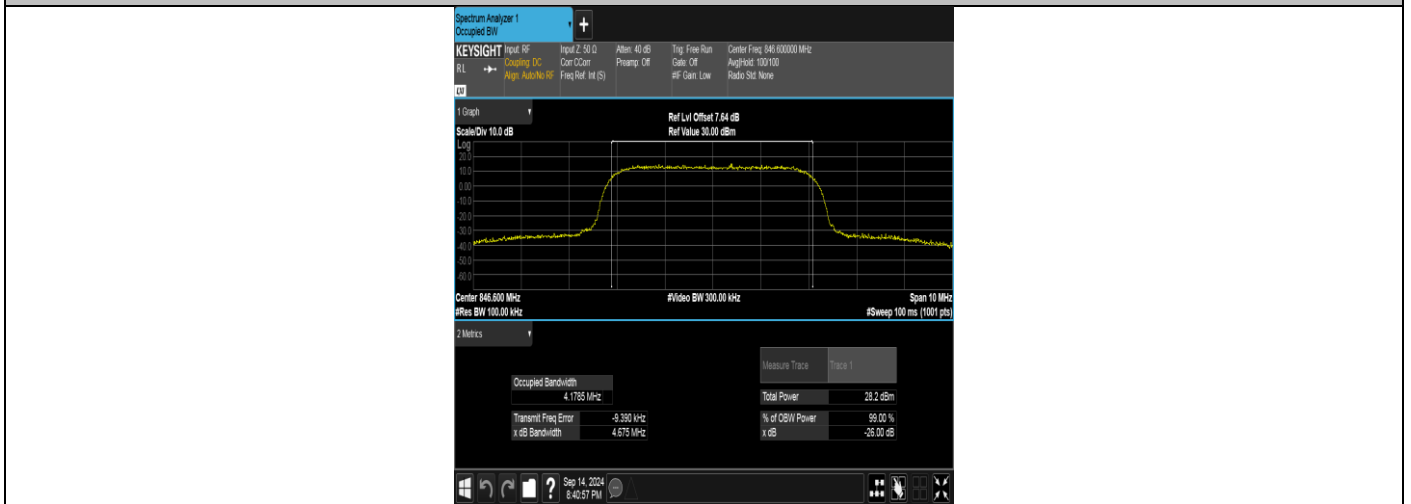 Spectrum Analyzer 1
Occupied BW
+
KEYSIGHT Input: RF Input Z: 50 Ω Atten: 40 dB Trig: Free Run Center Freq: 846.600000 MHz
RL Coupling: DC Corr CCorr Preamp: Off Gate: Off Avg|Hold: 100/100
Align: Auto/No RF Freq Ref: Int (S) #IF Gain: Low Radio Std: None
1 Graph
Ref Lvl Offset 7.64 dB
Scale/Div 10.0 dB Ref Value 30.00 dBm
Log
20.0
10.0
0.00
-10.0
-20.0
-30.0
-40.0
-50.0
-60.0
Center 846.600 MHz #Video BW 300.00 kHz Span 10 MHz
#Res BW 100.00 kHz #Sweep 100 ms (1001 pts)
2 Metrics
Measure Trace Trace 1
Occupied Bandwidth
4.1785 MHz Total Power 28.2 dBm
Transmit Freq Error -9.390 kHz % of OBW Power 99.00 %
x dB Bandwidth 4.675 MHz x dB -26.00 dB
? Sep 14, 2024
8:40:57 PM